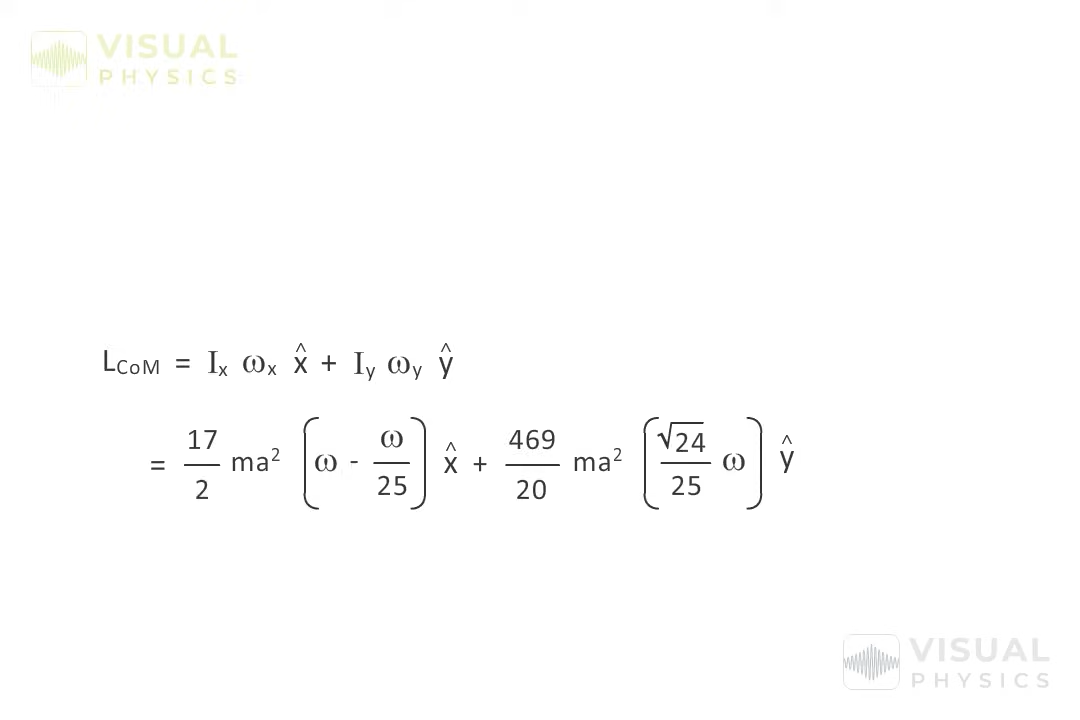 VISUAL
PHYSICS
L_CoM = I_x ω_x x̂ + I_y ω_y ŷ
= 17/2 ma² (ω - ω/25) x̂ + 469/20 ma² (√24/25 ω) ŷ
VISUAL
PHYSICS